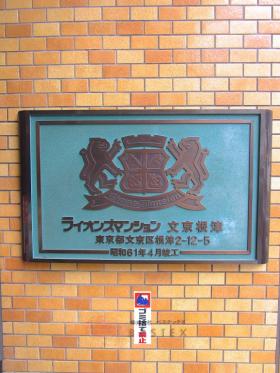 Lions Mansion
ライオンズマンション 文京根津
東京都文京区根津2-12-5
昭和61年4月竣工
ゴミ捨て禁止